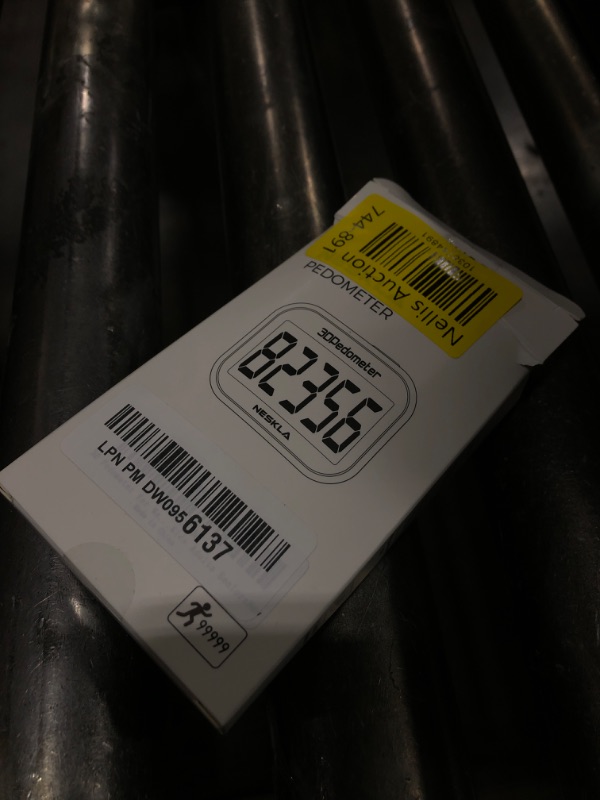 Nellis Auction
744-891
PEDOMETER
3DPedometer
82356
NESKLA
LPN PM DW0956137
99999